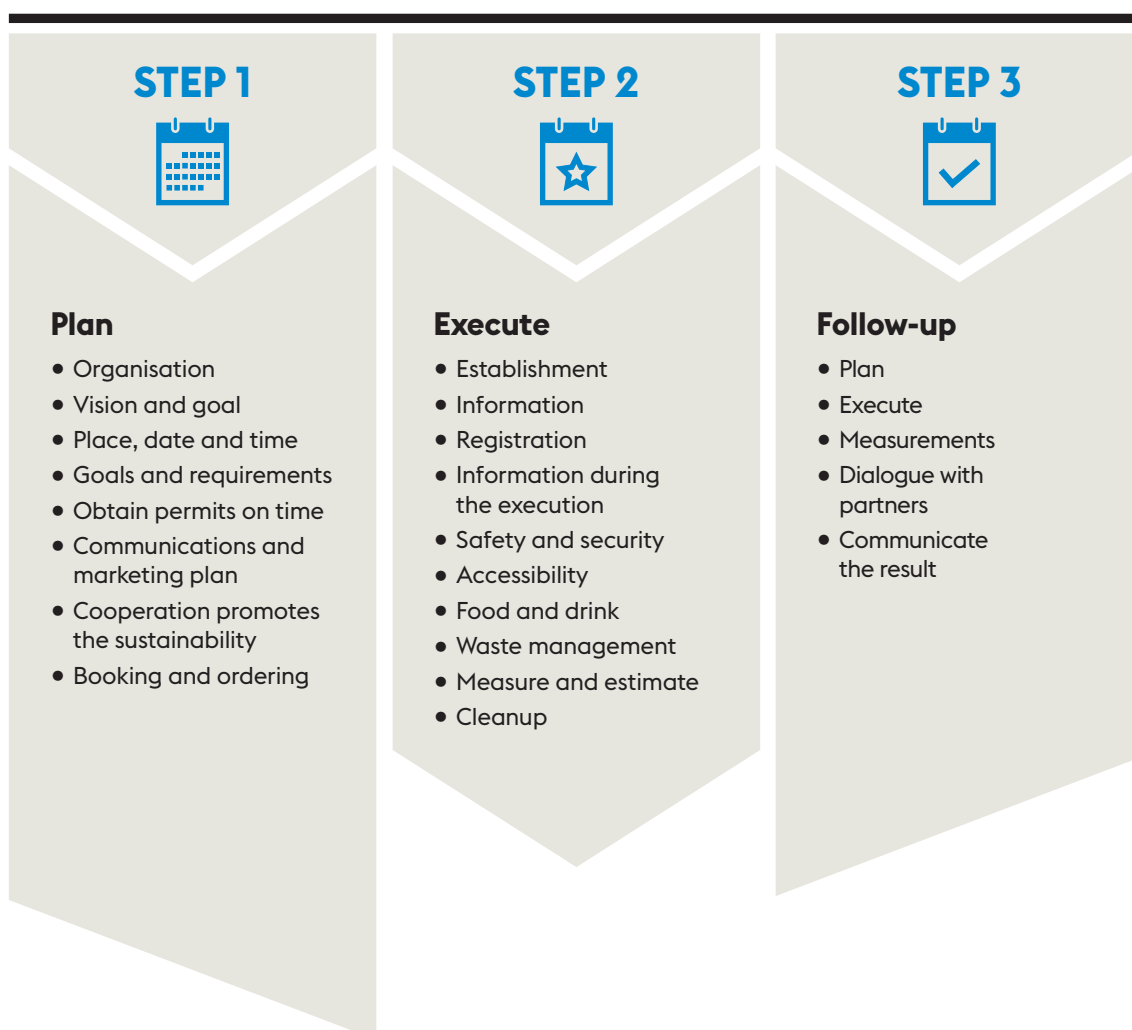 STEP 1
Plan
• Organisation
• Vision and goal
• Place, date and time
• Goals and requirements
• Obtain permits on time
• Communications and
marketing plan
• Cooperation promotes
the sustainability
• Booking and ordering
STEP 2
Execute
• Establishment
• Information
• Registration
• Information during
the execution
• Safety and security
• Accessibility
• Food and drink
• Waste management
• Measure and estimate
• Cleanup
STEP 3
Follow-up
• Plan
• Execute
• Measurements
• Dialogue with
partners
• Communicate
the result